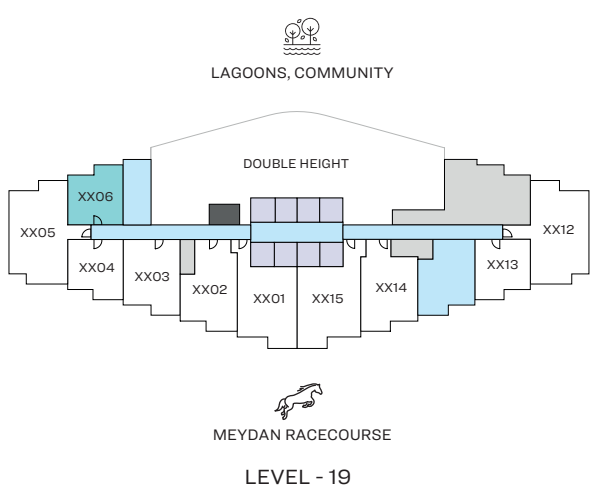 LAGOONS, COMMUNITY
DOUBLE HEIGHT
XX06
XX05
XX12
XX04
XX03
XX13
XX02
XX14
XX01
XX15
MEYDAN RACECOURSE
LEVEL - 19